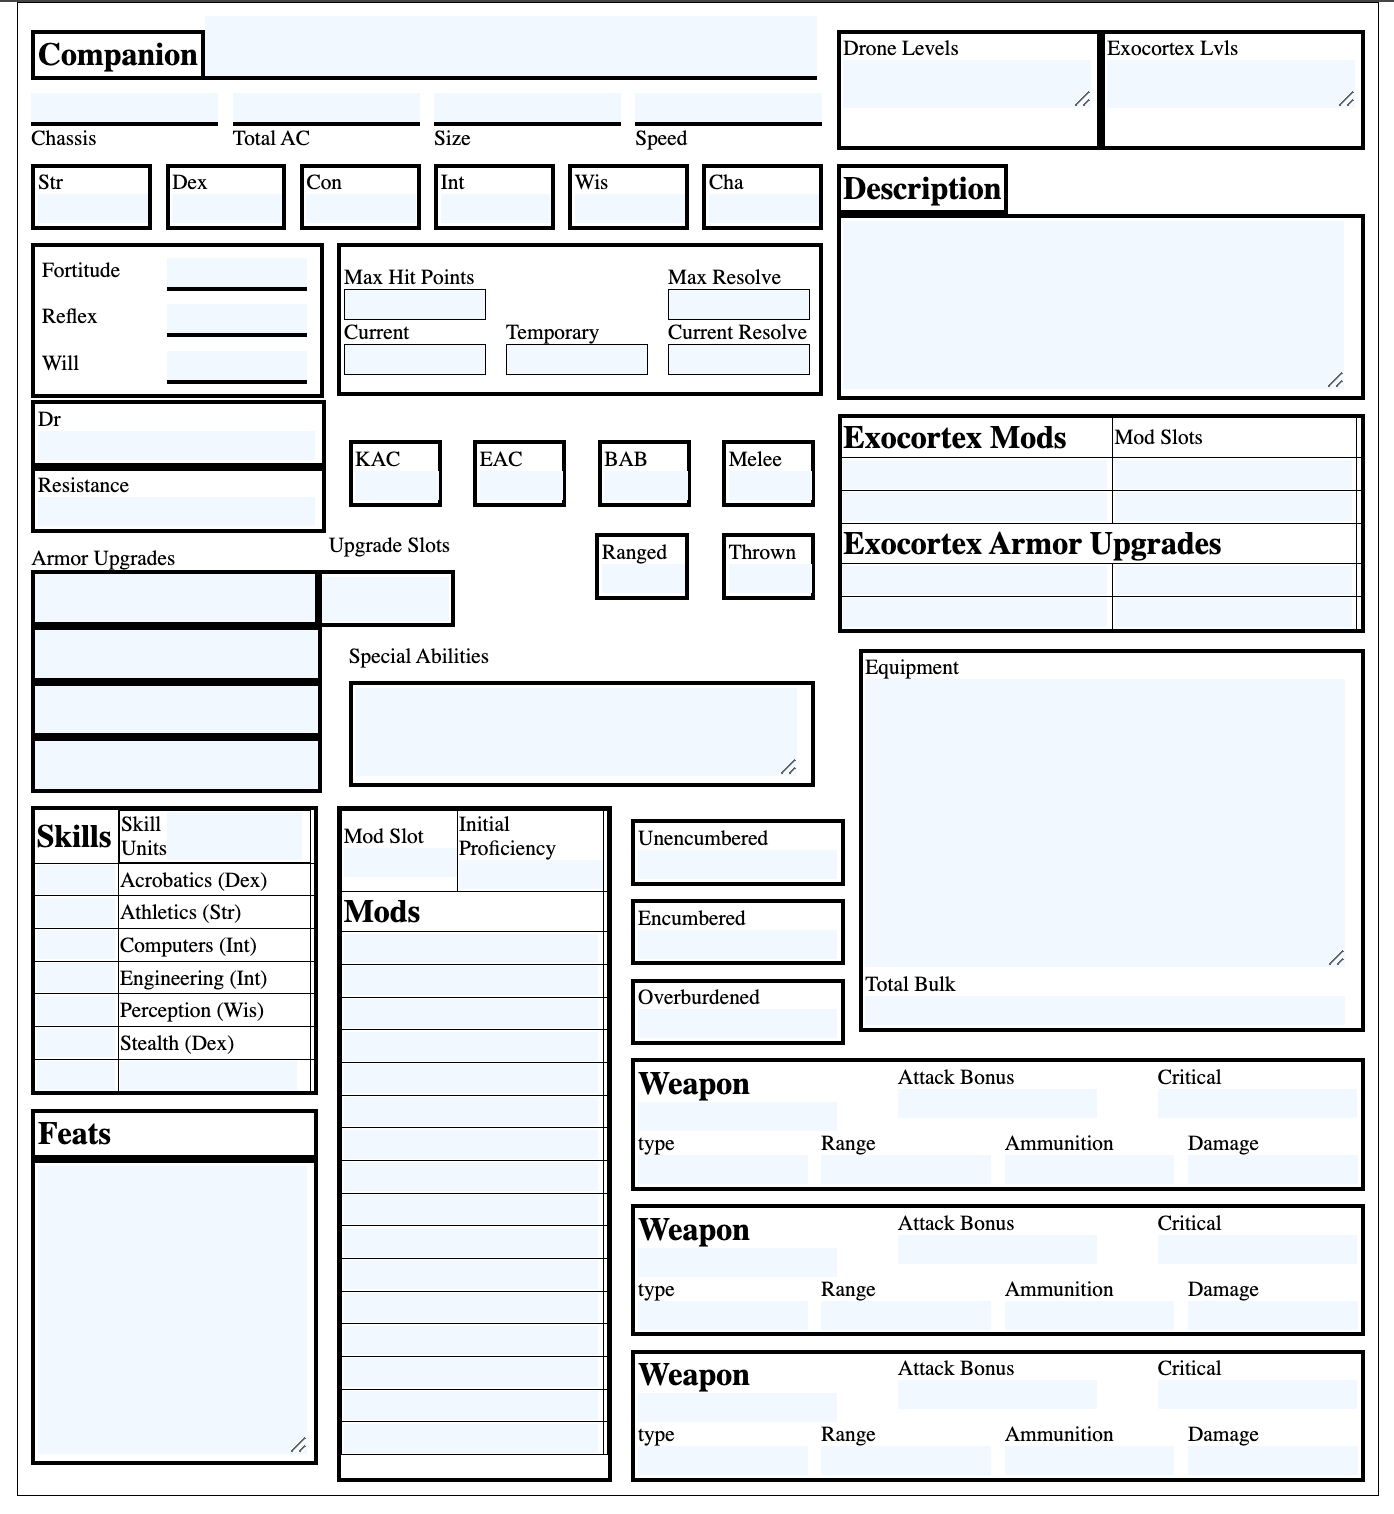 Companion
Drone Levels
Exocortex Lvls
Chassis
Total AC
Size
Speed
Str
Dex
Con
Int
Wis
Cha
Description
Fortitude
Reflex
Will
Max Hit Points
Max Resolve
Current
Temporary
Current Resolve
Dr
Resistance
KAC
EAC
BAB
Melee
Exocortex Mods
Mod Slots
Exocortex Armor Upgrades
Armor Upgrades
Upgrade Slots
Ranged
Thrown
Special Abilities
Equipment
Total Bulk
Skills
Skill
Units
Acrobatics (Dex)
Athletics (Str)
Computers (Int)
Engineering (Int)
Perception (Wis)
Stealth (Dex)
Feats
Mod Slot
Initial
Proficiency
Mods
Unencumbered
Encumbered
Overburdened
Weapon
Attack Bonus
Critical
type
Range
Ammunition
Damage
Weapon
Attack Bonus
Critical
type
Range
Ammunition
Damage
Weapon
Attack Bonus
Critical
type
Range
Ammunition
Damage